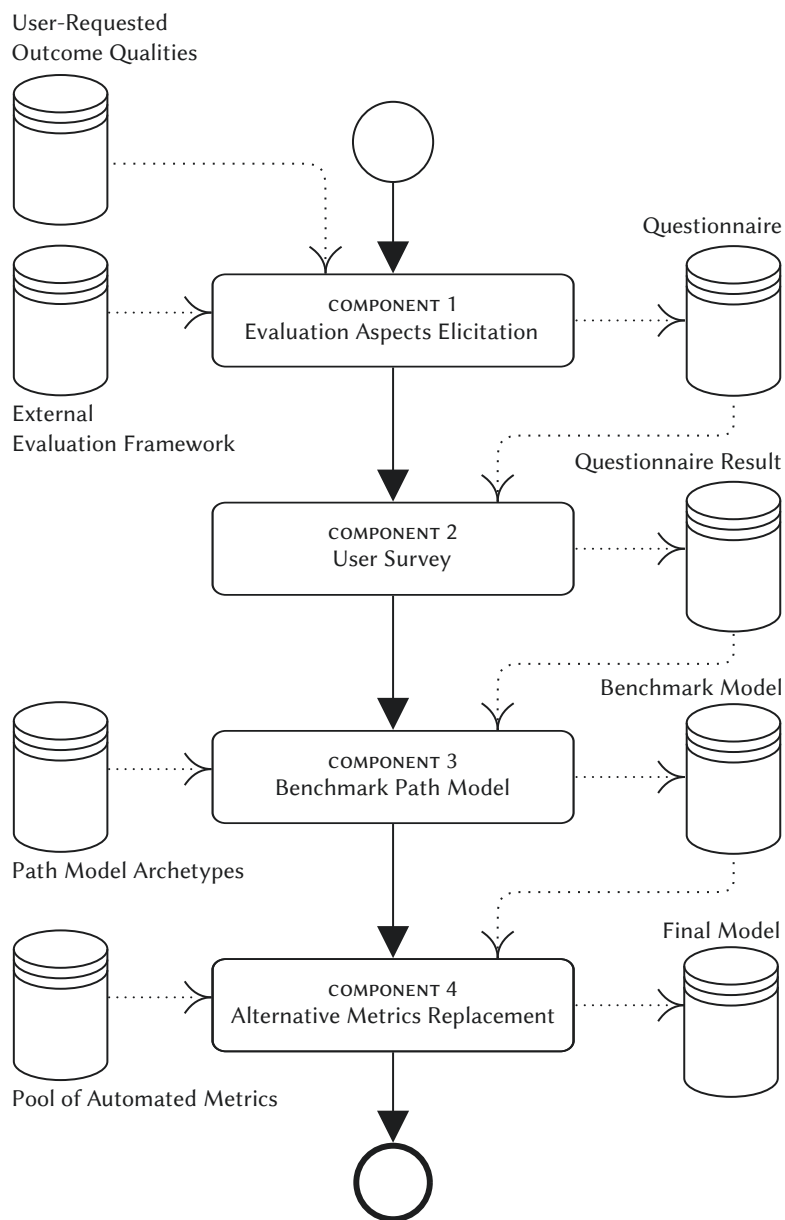 User-Requested
Outcome Qualities
Questionnaire
COMPONENT 1
Evaluation Aspects Elicitation
External
Evaluation Framework
Questionnaire Result
COMPONENT 2
User Survey
Benchmark Model
COMPONENT 3
Benchmark Path Model
Path Model Archetypes
Final Model
COMPONENT 4
Alternative Metrics Replacement
Pool of Automated Metrics